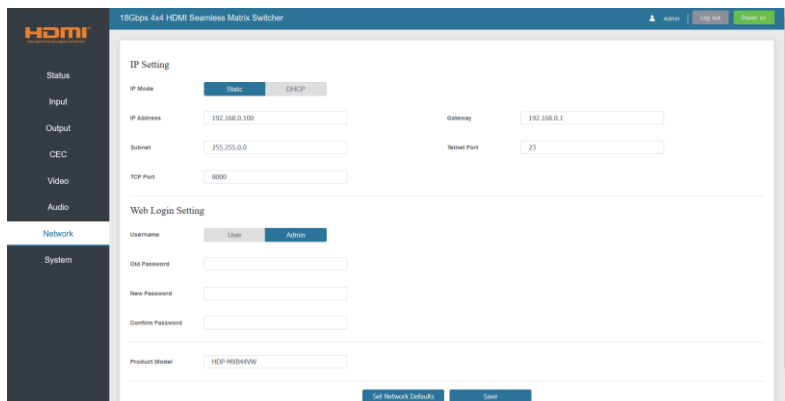 18Gbps 4x4 HDMI Seamless Matrix Switcher
Admin
Log out
Power on
HDMI
Status
Input
Output
CEC
Video
Audio
Network
System
IP Setting
IP Mode Static DHCP
IP Address 192.168.0.100 Gateway 192.168.0.1
Subnet 255.255.0.0 Telnet Port 23
TCP Port 8000
Web Login Setting
Username User Admin
Old Password
New Password
Confirm Password
Product Model HDP-MXB44VW
Set Network Defaults Save